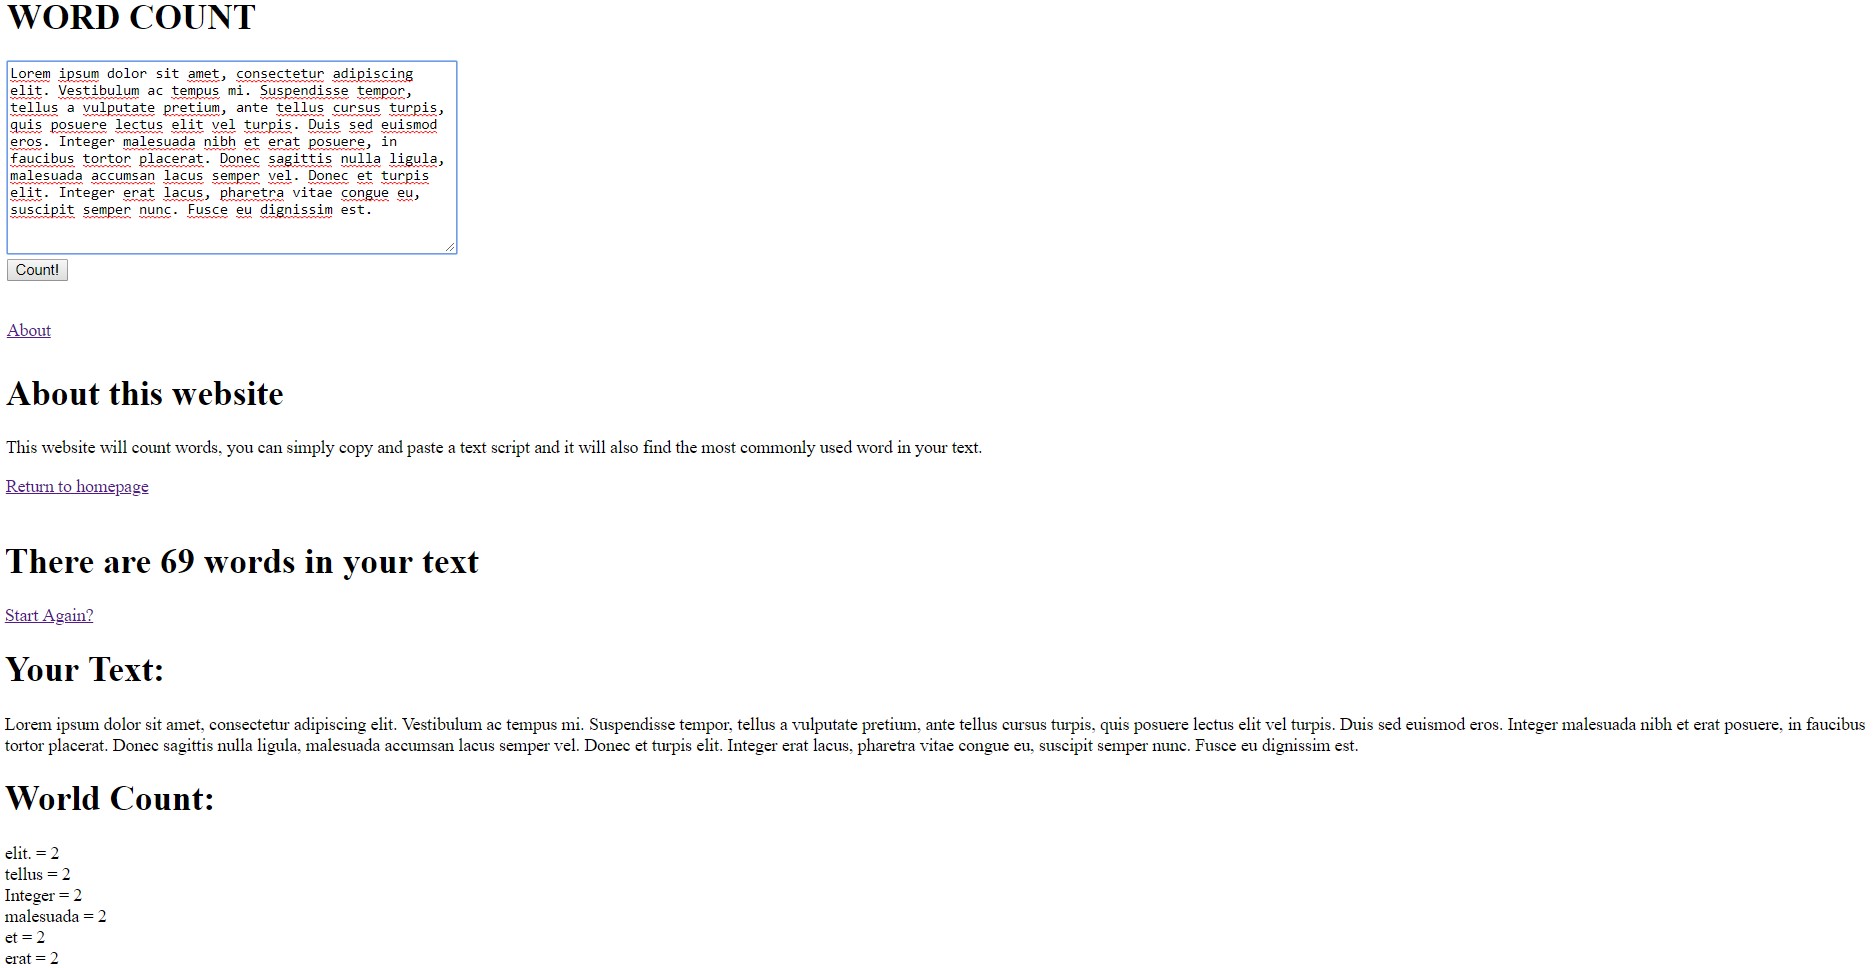 WORD COUNT
Lorem ipsum dolor sit amet, consectetur adipiscing
elit. Vestibulum ac tempus mi. Suspendisse tempor,
tellus a vulputate pretium, ante tellus cursus turpis,
quis posuere lectus elit vel turpis. Duis sed euismod
eros. Integer malesuada nibh et erat posuere, in
faucibus tortor placerat. Donec sagittis nulla ligula,
malesuada accumsan lacus semper vel. Donec et turpis
elit. Integer erat lacus, pharetra vitae congue eu,
suscipit semper nunc. Fusce eu dignissim est.
Count!
About
About this website
This website will count words, you can simply copy and paste a text script and it will also find the most commonly used word in your text.
Return to homepage
There are 69 words in your text
Start Again?
Your Text:
Lorem ipsum dolor sit amet, consectetur adipiscing elit. Vestibulum ac tempus mi. Suspendisse tempor, tellus a vulputate pretium, ante tellus cursus turpis, quis posuere lectus elit vel turpis. Duis sed euismod eros. Integer malesuada nibh et erat posuere, in faucibus
tortor placerat. Donec sagittis nulla ligula, malesuada accumsan lacus semper vel. Donec et turpis elit. Integer erat lacus, pharetra vitae congue eu, suscipit semper nunc. Fusce eu dignissim est.
World Count:
elit. = 2
tellus = 2
Integer = 2
malesuada = 2
et = 2
erat = 2